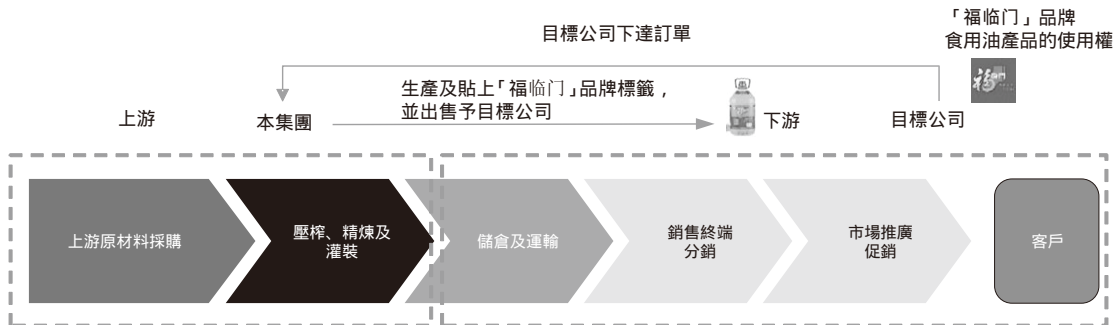 「福临门」品牌
食用油產品的使用權
目標公司下達訂單
生產及貼上「福临门」品牌標籤，
並出售予目標公司
上游
本集團
下游
目標公司
上游原材料採購
壓榨、精煉及
灌裝
儲倉及運輸
銷售終端
分銷
市場推廣
促銷
客戶